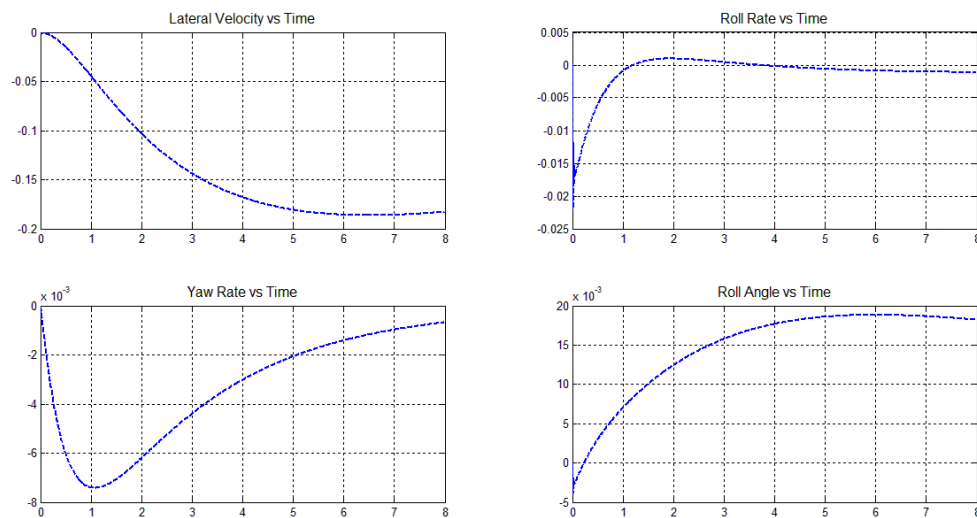 Lateral Velocity vs Time
0
-0.05
-0.1
-0.15
-0.2
0 1 2 3 4 5 6 7 8
Roll Rate vs Time
0.005
0
-0.005
-0.01
-0.015
-0.02
-0.025
0 1 2 3 4 5 6 7 8
x 10⁻³
Yaw Rate vs Time
0
-2
-4
-6
-8
0 1 2 3 4 5 6 7 8
x 10⁻³
Roll Angle vs Time
20
15
10
5
0
-5
0 1 2 3 4 5 6 7 8